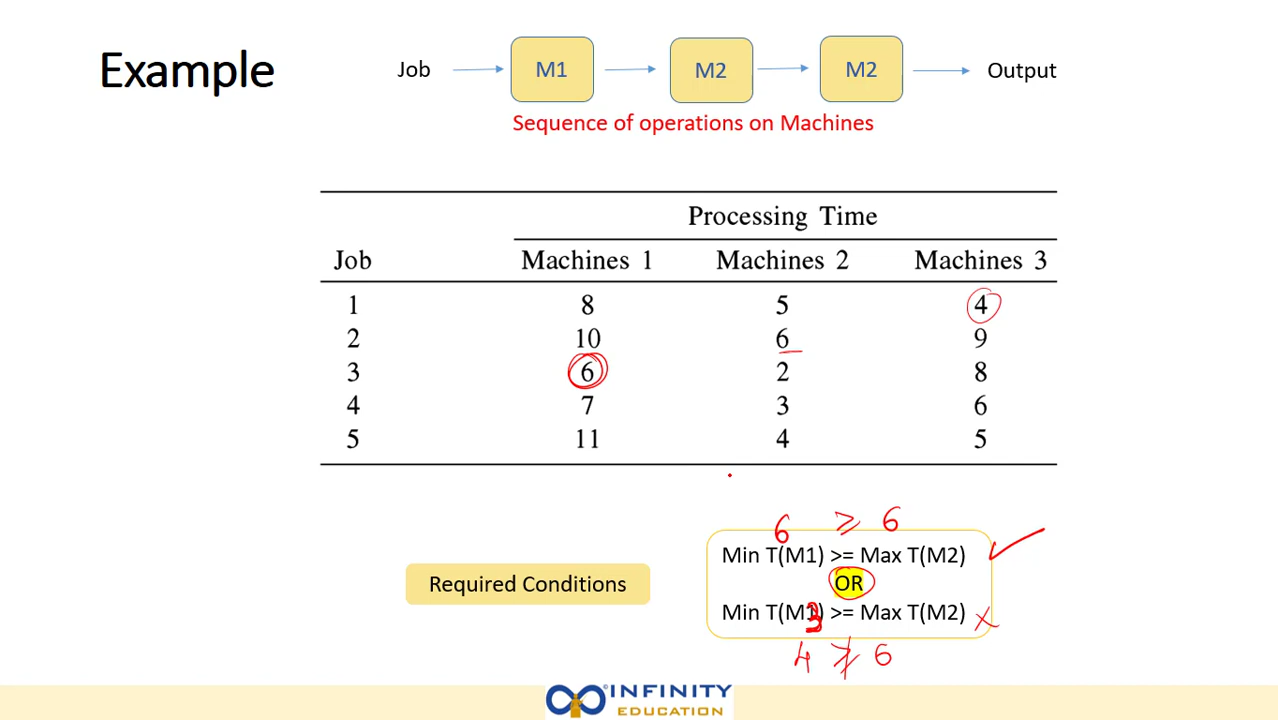 Example
Job M1 M2 M2 Output
Sequence of operations on Machines
Processing Time
Job Machines 1 Machines 2 Machines 3
1 8 5 4
2 10 6 9
3 6 2 8
4 7 3 6
5 11 4 5
6 ≥ 6
Min T(M1) >= Max T(M2) ✓
Required Conditions
OR
Min T(M3) >= Max T(M2) ×
4 ≱ 6
INFINITY
EDUCATION